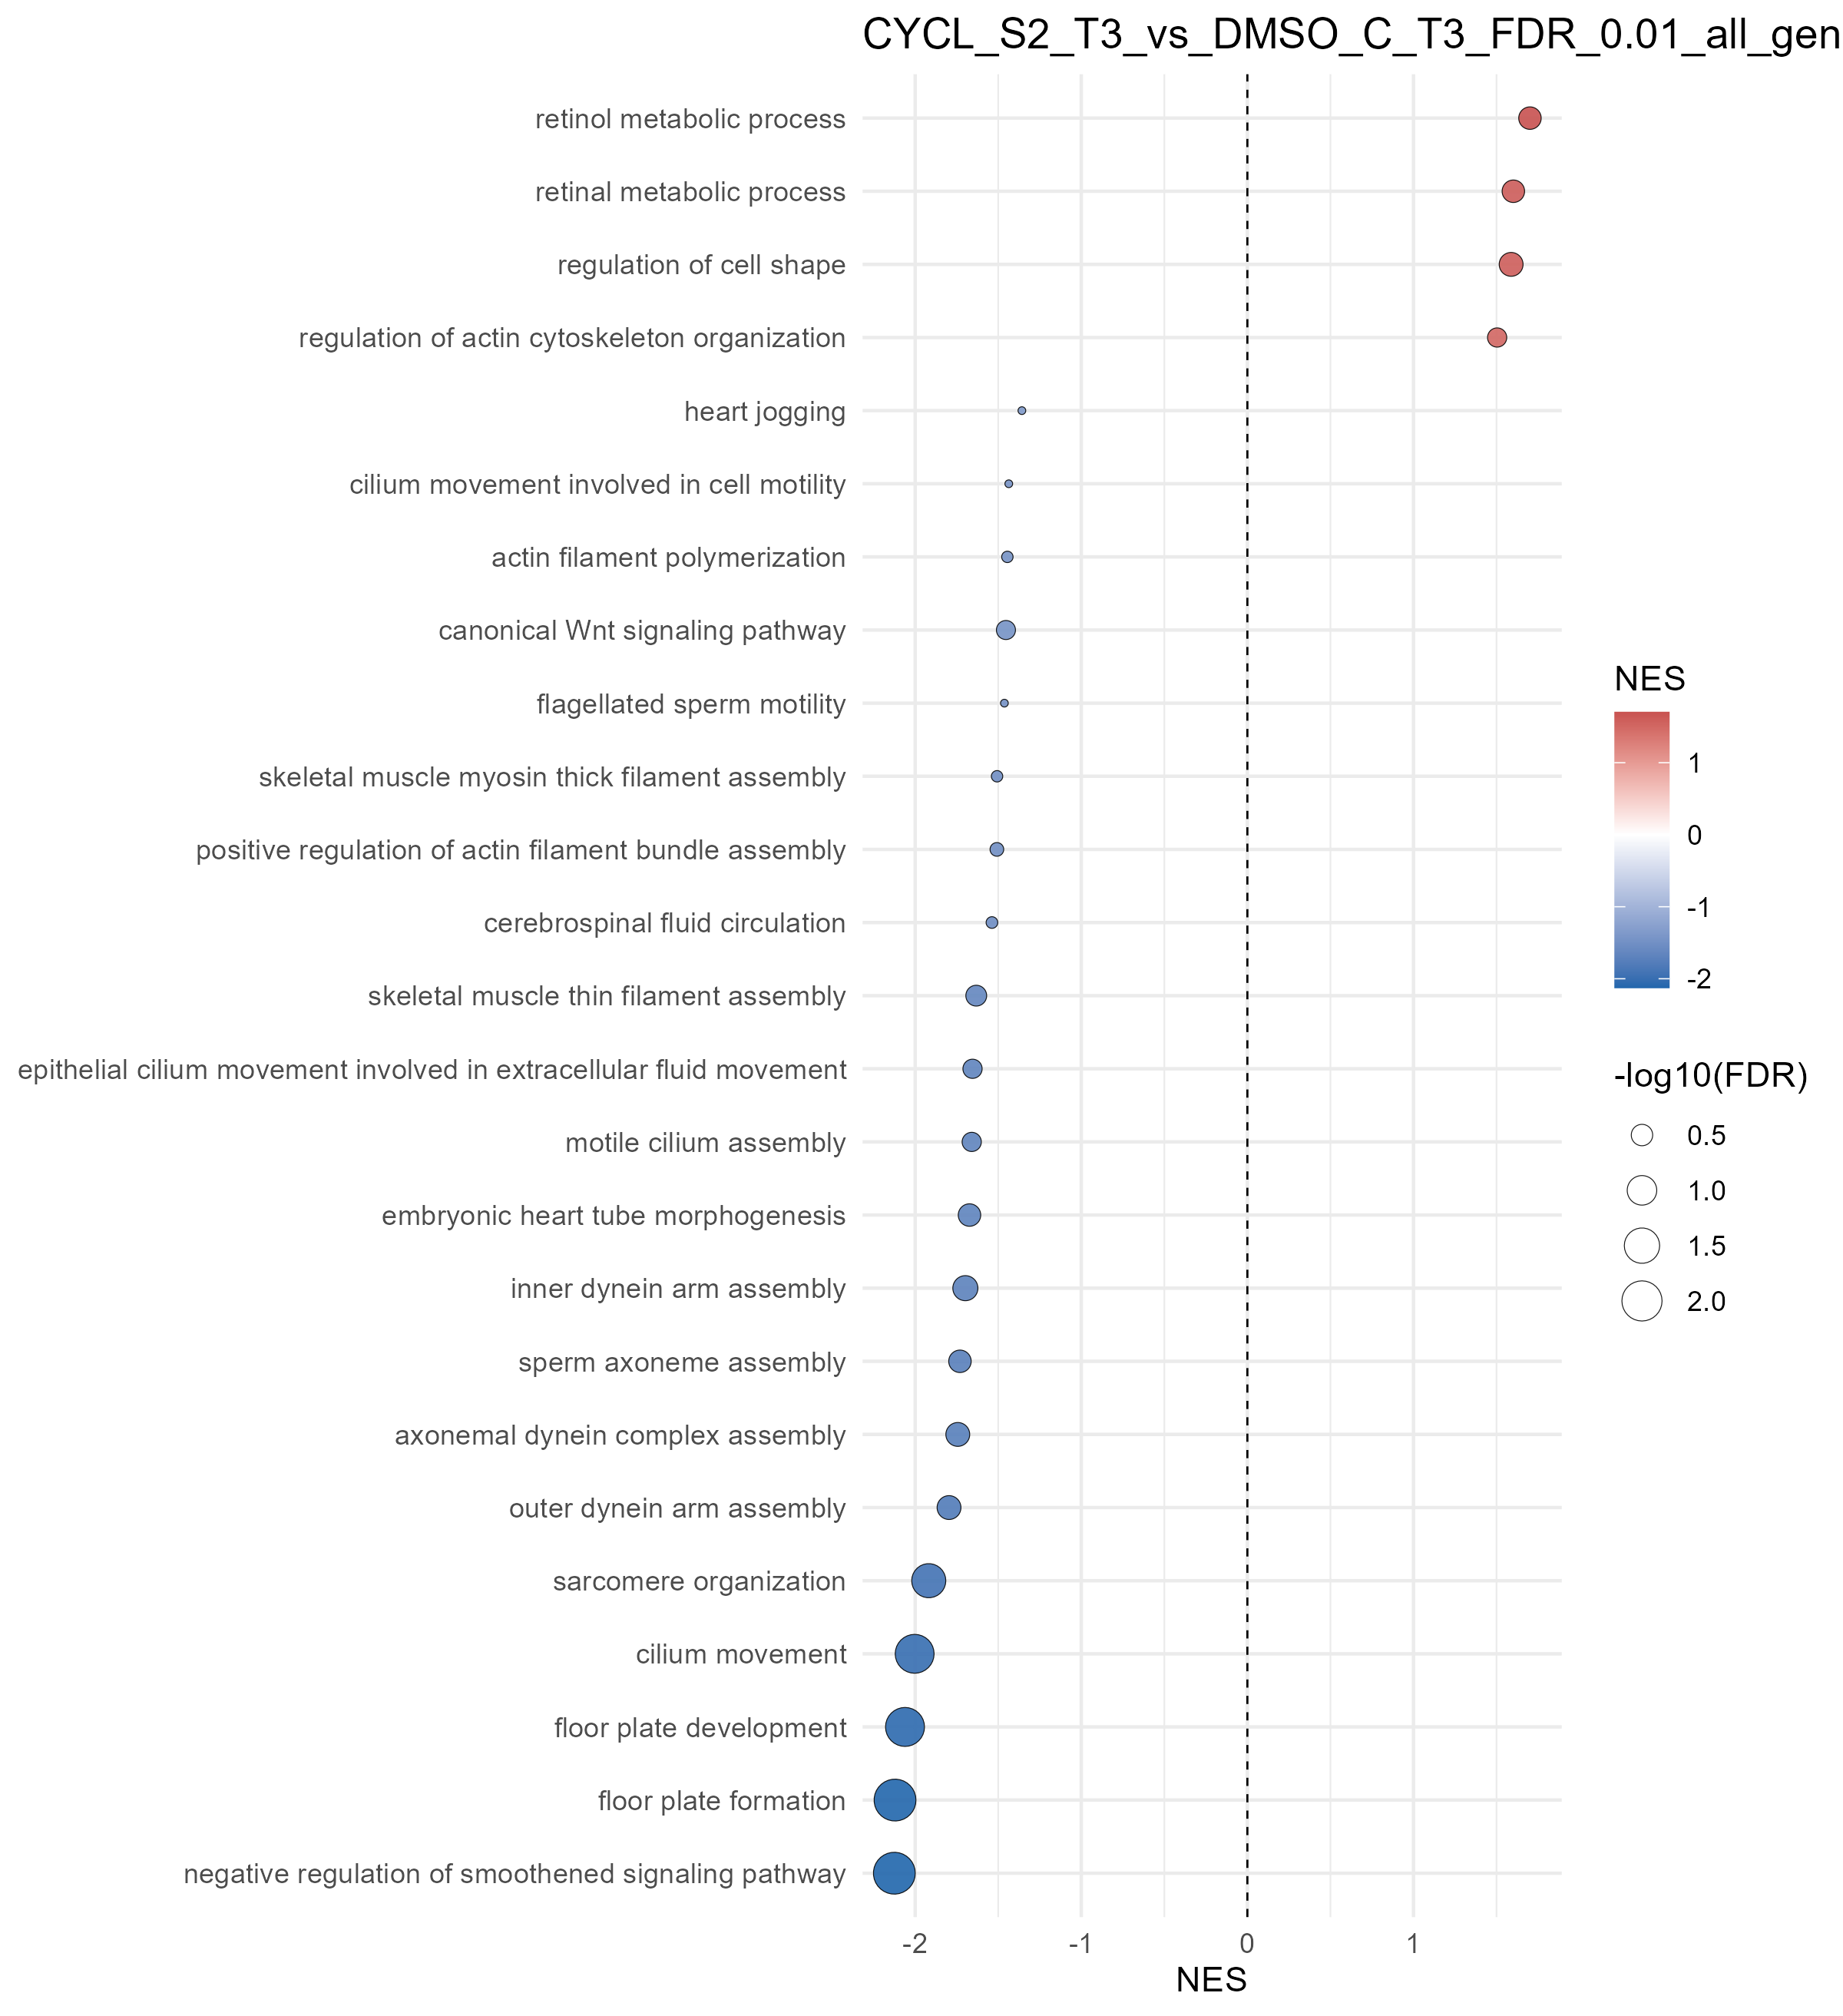 CYCL_S2_T3_vs_DMSO_C_T3_FDR_0.01_all_gen
retinol metabolic process
retinal metabolic process
regulation of cell shape
regulation of actin cytoskeleton organization
heart jogging
cilium movement involved in cell motility
actin filament polymerization
canonical Wnt signaling pathway
flagellated sperm motility
skeletal muscle myosin thick filament assembly
positive regulation of actin filament bundle assembly
cerebrospinal fluid circulation
skeletal muscle thin filament assembly
epithelial cilium movement involved in extracellular fluid movement
motile cilium assembly
embryonic heart tube morphogenesis
inner dynein arm assembly
sperm axoneme assembly
axonemal dynein complex assembly
outer dynein arm assembly
sarcomere organization
cilium movement
floor plate development
floor plate formation
negative regulation of smoothened signaling pathway
-2
-1
0
1
NES
NES
1
0
-1
-2
-log10(FDR)
0.5
1.0
1.5
2.0